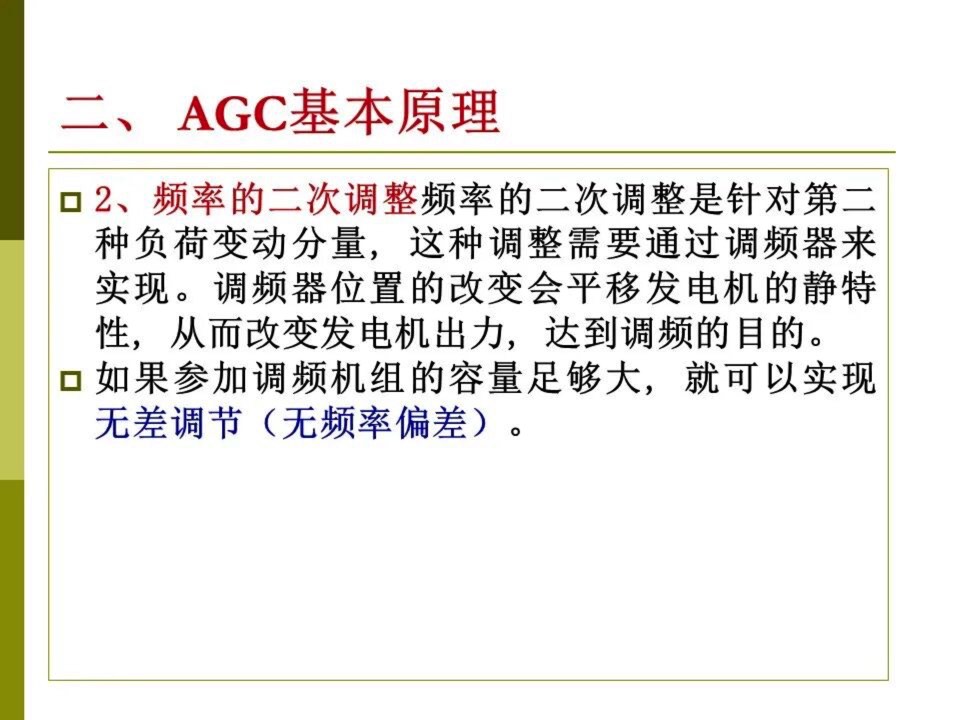 二、 AGC基本原理
2、频率的二次调整频率的二次调整是针对第二
种负荷变动分量，这种调整需要通过调频器来
实现。调频器位置的改变会平移发电机的静特
性，从而改变发电机出力，达到调频的目的。
如果参加调频机组的容量足够大，就可以实现
无差调节（无频率偏差）。